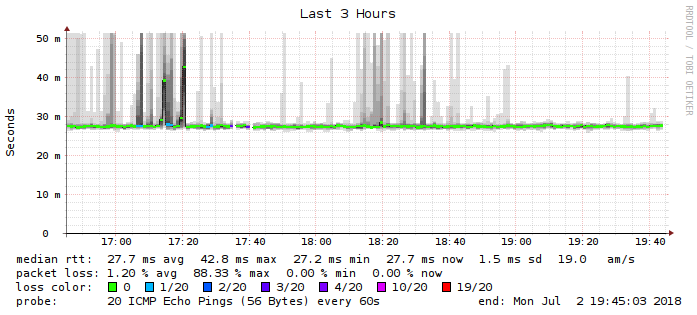 Last 3 Hours
RRDTOOL / TOBI OETIKER
Seconds
50 m
40 m
30 m
20 m
10 m
0
17:00 17:20 17:40 18:00 18:20 18:40 19:00 19:20 19:40
median rtt: 27.7 ms avg 42.8 ms max 27.2 ms min 27.7 ms now 1.5 ms sd 19.0 am/s
packet loss: 1.20 % avg 88.33 % max 0.00 % min 0.00 % now
loss color: 0 1/20 2/20 3/20 4/20 10/20 19/20
probe: 20 ICMP Echo Pings (56 Bytes) every 60s end: Mon Jul 2 19:45:03 2018